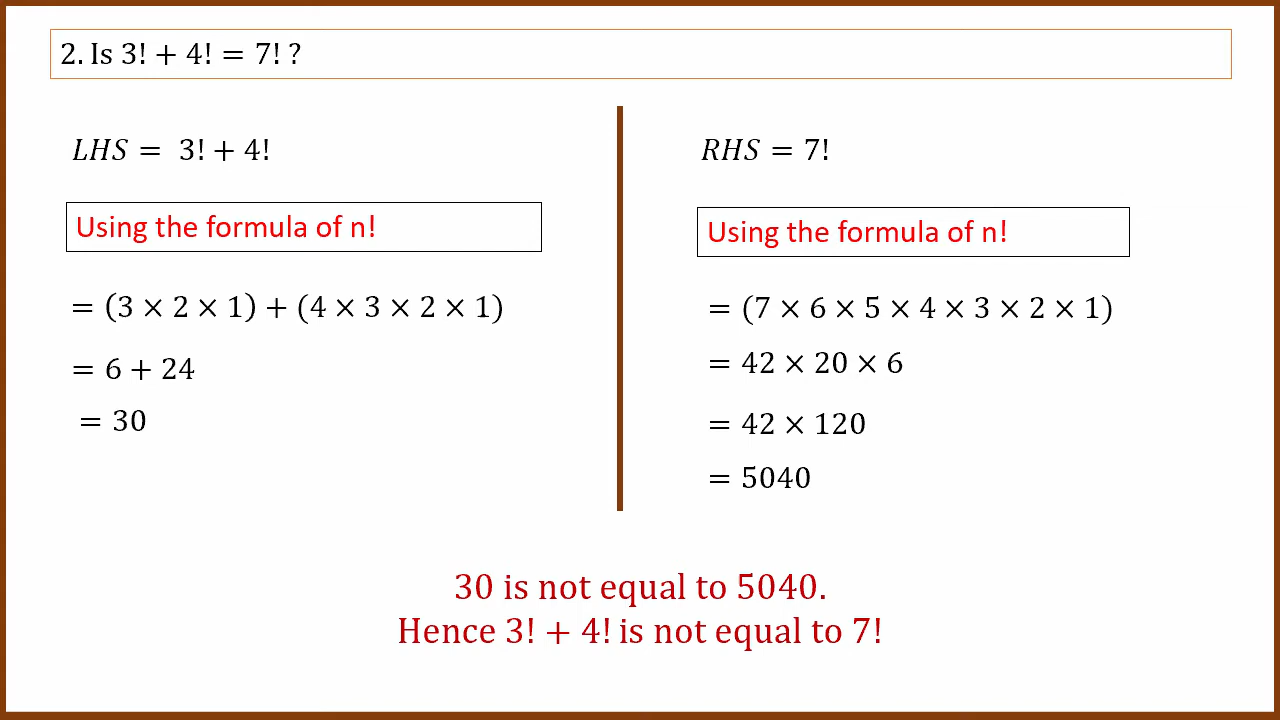 2. Is 3! + 4! = 7! ?
LHS = 3! + 4!
Using the formula of n!
= (3 × 2 × 1) + (4 × 3 × 2 × 1)
= 6 + 24
= 30
RHS = 7!
Using the formula of n!
= (7 × 6 × 5 × 4 × 3 × 2 × 1)
= 42 × 20 × 6
= 42 × 120
= 5040
30 is not equal to 5040.
Hence 3! + 4! is not equal to 7!